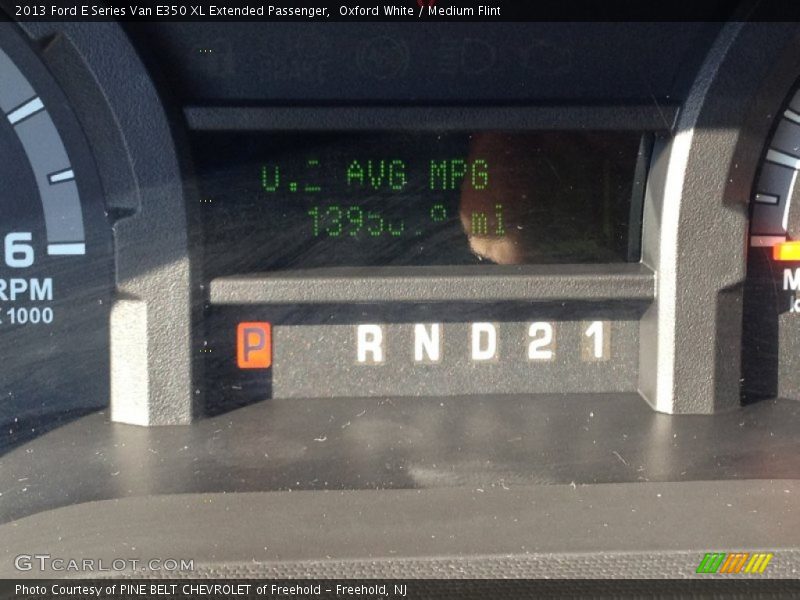 2013 Ford E Series Van E350 XL Extended Passenger, Oxford White / Medium Flint
AVG MPG
mi
6
RPM
1000
P R N D 2 1
GTCARLOT.COM
Photo Courtesy of PINE BELT CHEVROLET of Freehold - Freehold, NJ